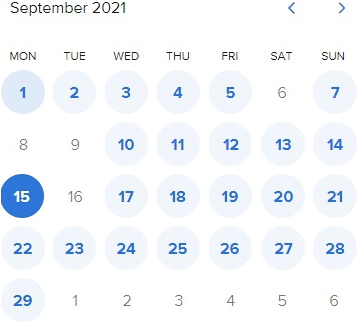 September 2021 < >
MON TUE WED THU FRI SAT SUN
1 2 3 4 5 6 7
8 9 10 11 12 13 14
15 16 17 18 19 20 21
22 23 24 25 26 27 28
29 1 2 3 4 5 6